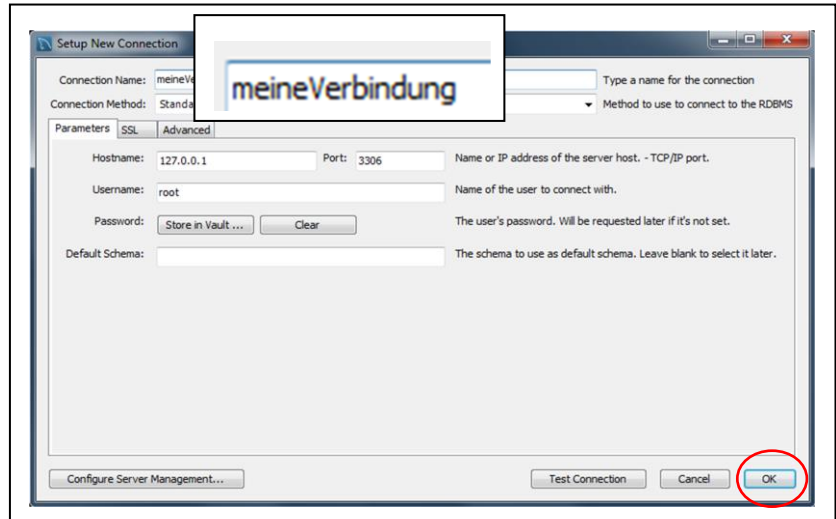 Setup New Connection
meineVerbindung
Connection Name: meineVe Type a name for the connection
Connection Method: Standa Method to use to connect to the RDBMS
Parameters SSL Advanced
Hostname: 127.0.0.1 Port: 3306 Name or IP address of the server host. - TCP/IP port.
Username: root Name of the user to connect with.
Password: Store in Vault ... Clear The user's password. Will be requested later if it's not set.
Default Schema: The schema to use as default schema. Leave blank to select it later.
Configure Server Management... Test Connection Cancel OK